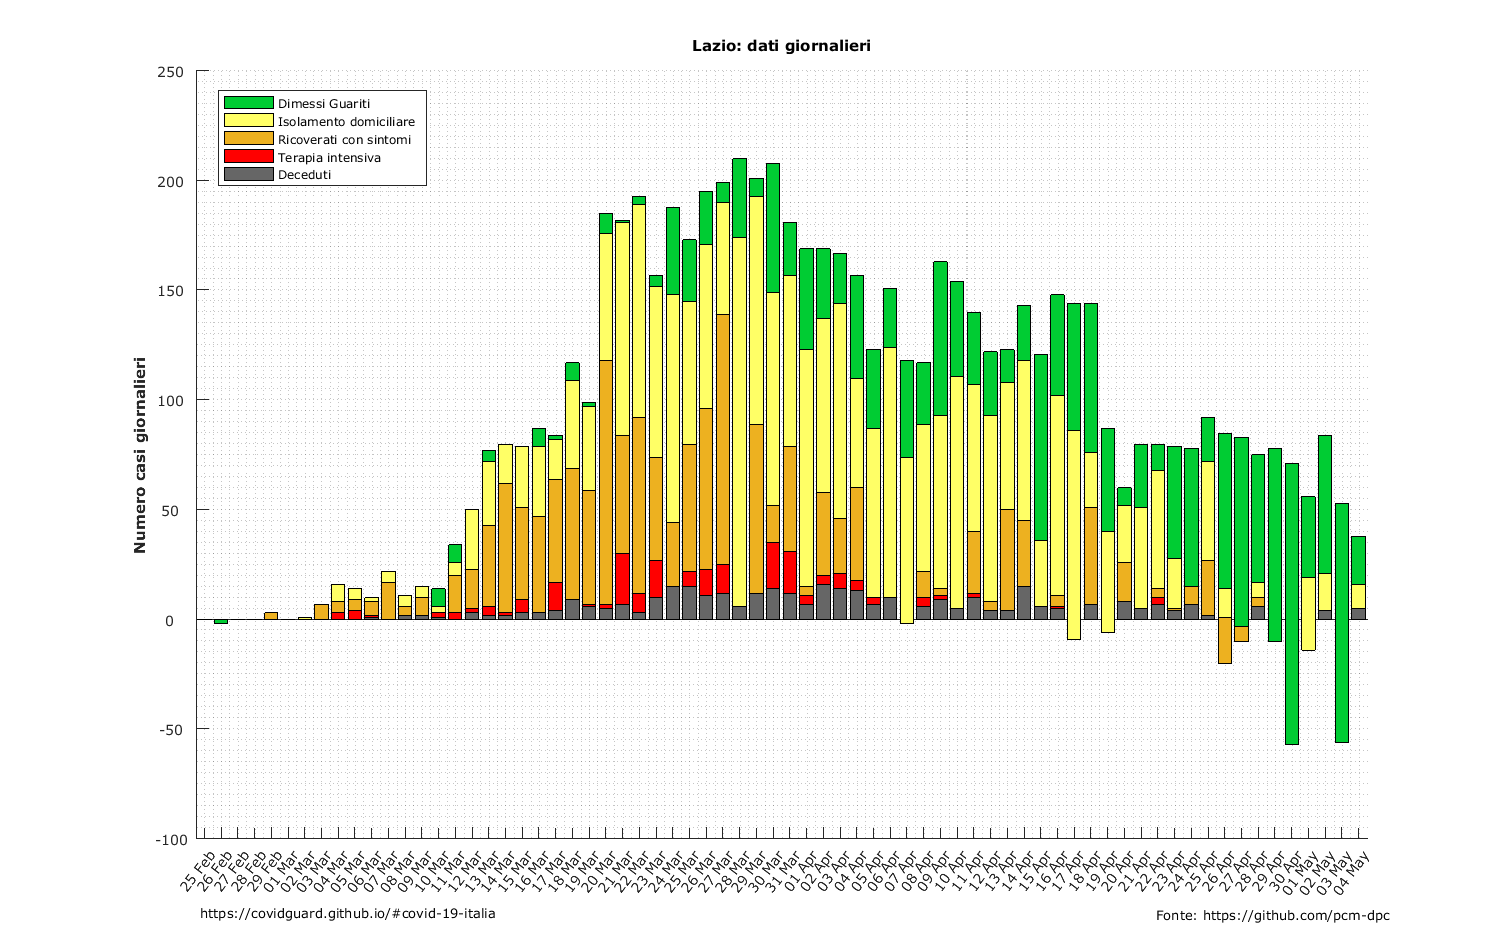 Lazio: dati giornalieri
250
200
150
100
50
0
-50
-100
Numero casi giornalieri
Dimessi Guariti
Isolamento domiciliare
Ricoverati con sintomi
Terapia intensiva
Deceduti
25 Feb
26 Feb
27 Feb
28 Feb
29 Feb
01 Mar
02 Mar
03 Mar
04 Mar
05 Mar
06 Mar
07 Mar
08 Mar
09 Mar
10 Mar
11 Mar
12 Mar
13 Mar
14 Mar
15 Mar
16 Mar
17 Mar
18 Mar
19 Mar
20 Mar
21 Mar
22 Mar
23 Mar
24 Mar
25 Mar
26 Mar
27 Mar
28 Mar
29 Mar
30 Mar
31 Mar
01 Apr
02 Apr
03 Apr
04 Apr
05 Apr
06 Apr
07 Apr
08 Apr
09 Apr
10 Apr
11 Apr
12 Apr
13 Apr
14 Apr
15 Apr
16 Apr
17 Apr
18 Apr
19 Apr
20 Apr
21 Apr
22 Apr
23 Apr
24 Apr
25 Apr
26 Apr
27 Apr
28 Apr
29 Apr
30 Apr
01 May
02 May
03 May
04 May
https://covidguard.github.io/#covid-19-italia
Fonte: https://github.com/pcm-dpc